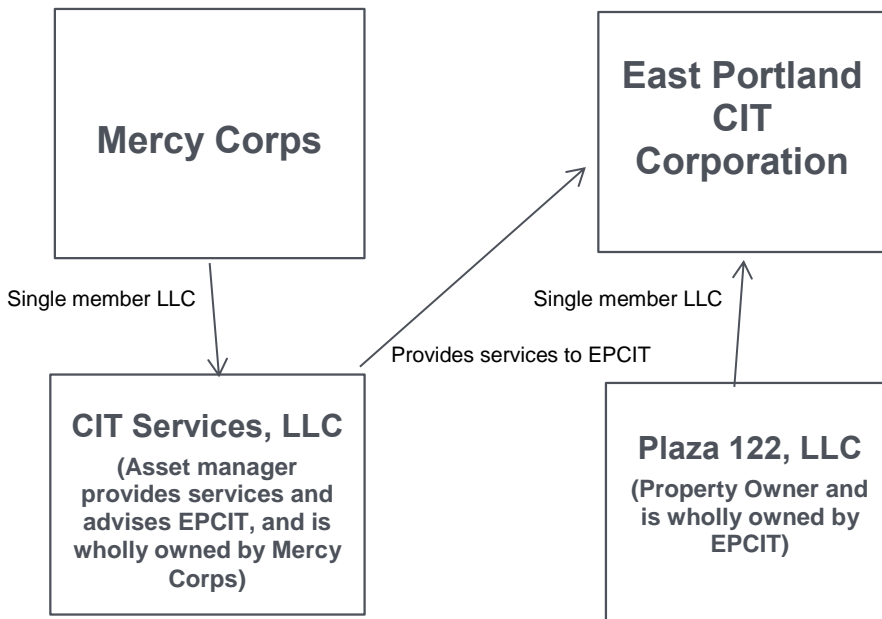 Mercy Corps
East Portland
CIT
Corporation
Single member LLC
Single member LLC
Provides services to EPCIT
CIT Services, LLC
(Asset manager
provides services and
advises EPCIT, and is
wholly owned by Mercy
Corps)
Plaza 122, LLC
(Property Owner and
is wholly owned by
EPCIT)